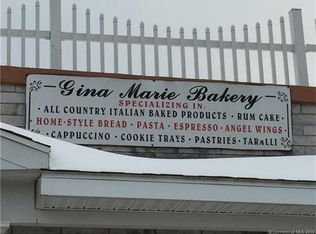 Gina Marie Bakery
SPECIALIZING IN:
· ALL COUNTRY ITALIAN BAKED PRODUCTS · RUM CAKE ·
HOME-STYLE BREAD · PASTA · ESPRESSO · ANGEL WINGS
· CAPPUCCINO · COOKIE TRAYS · PASTRIES · TARaLLI